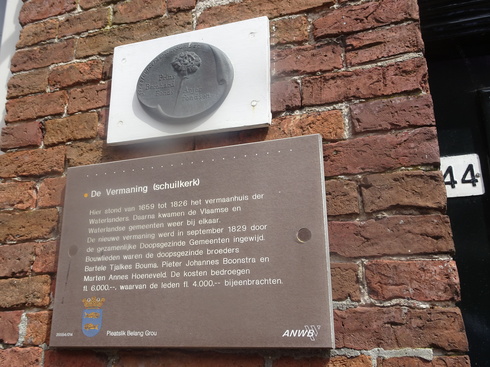 De Vermaning (schuilkerk)
Hier stond van 1659 tot 1826 het vermaanhuis der
Waterlanders. Daarna kwamen de Vlaamse en
Waterlandse gemeenten weer bij elkaar.
De nieuwe vermaning werd in september 1829 door
de gezamenlijke Doopsgezinde Gemeenten ingewijd.
Bouwlieden waren de doopsgezinde broeders
Bertele Tjalkes Bouma, Pieter Johannes Boonstra en
Marten Annes Hoeneveld. De kosten bedroegen
fl. 6.000,--, waarvan de leden fl. 4.000,-- bijeenbrachten.
Pleatslik Belang Grou
ANWB
44